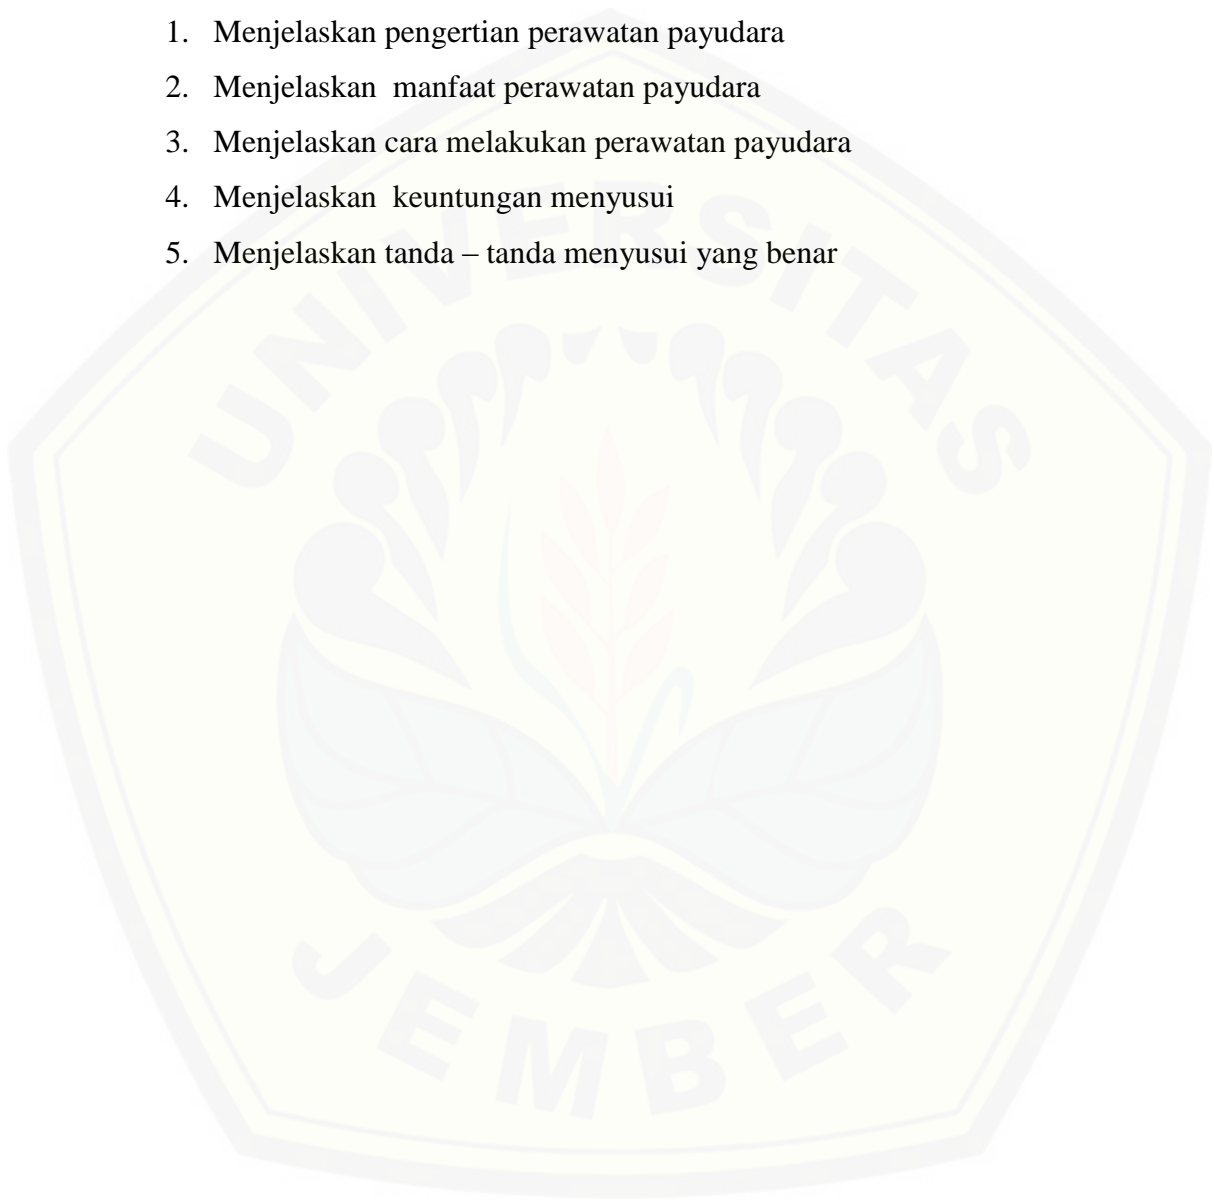 1. Menjelaskan pengertian perawatan payudara
2. Menjelaskan  manfaat perawatan payudara
3. Menjelaskan cara melakukan perawatan payudara
4. Menjelaskan  keuntungan menyusui
5. Menjelaskan tanda – tanda menyusui yang benar
UNIVERSITAS
JEMBER